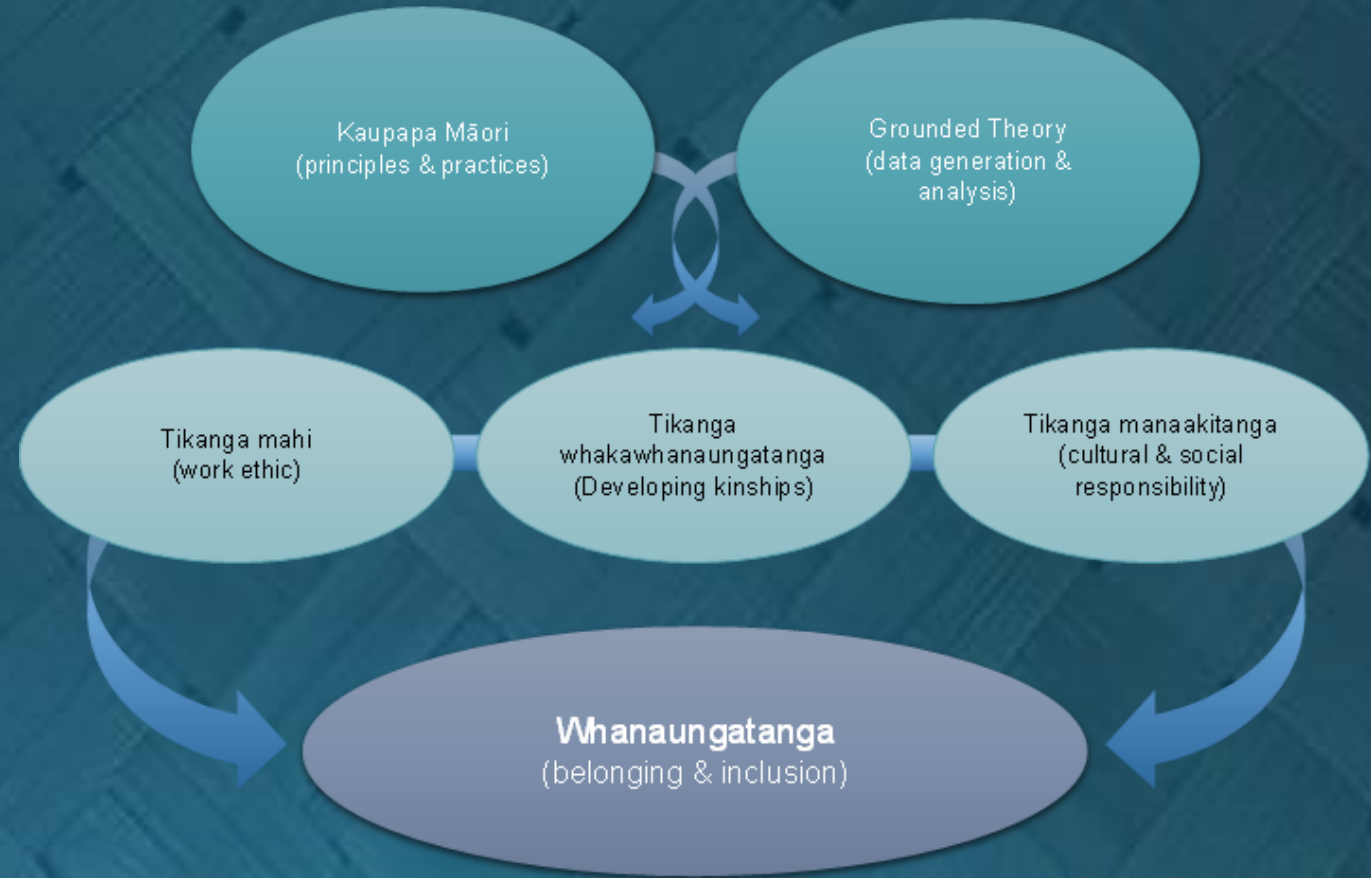 Kaupapa Māori
(principles & practices)
Grounded Theory
(data generation &
analysis)
Tikanga mahi
(work ethic)
Tikanga
whakawhanaungatanga
(Developing kinships)
Tikanga manaakitanga
(cultural & social
responsibility)
Whanaungatanga
(belonging & inclusion)